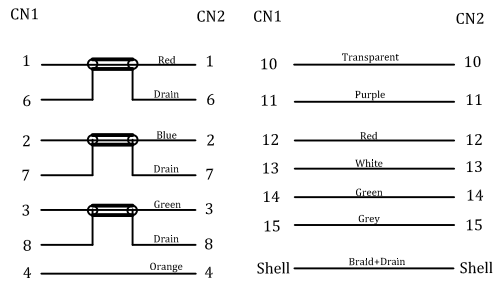 CN1 CN2
1 Red 1
6 Drain 6
2 Blue 2
7 Drain 7
3 Green 3
8 Drain 8
4 Orange 4
CN1 CN2
10 Transparent 10
11 Purple 11
12 Red 12
13 White 13
14 Green 14
15 Grey 15
Shell Braid+Drain Shell